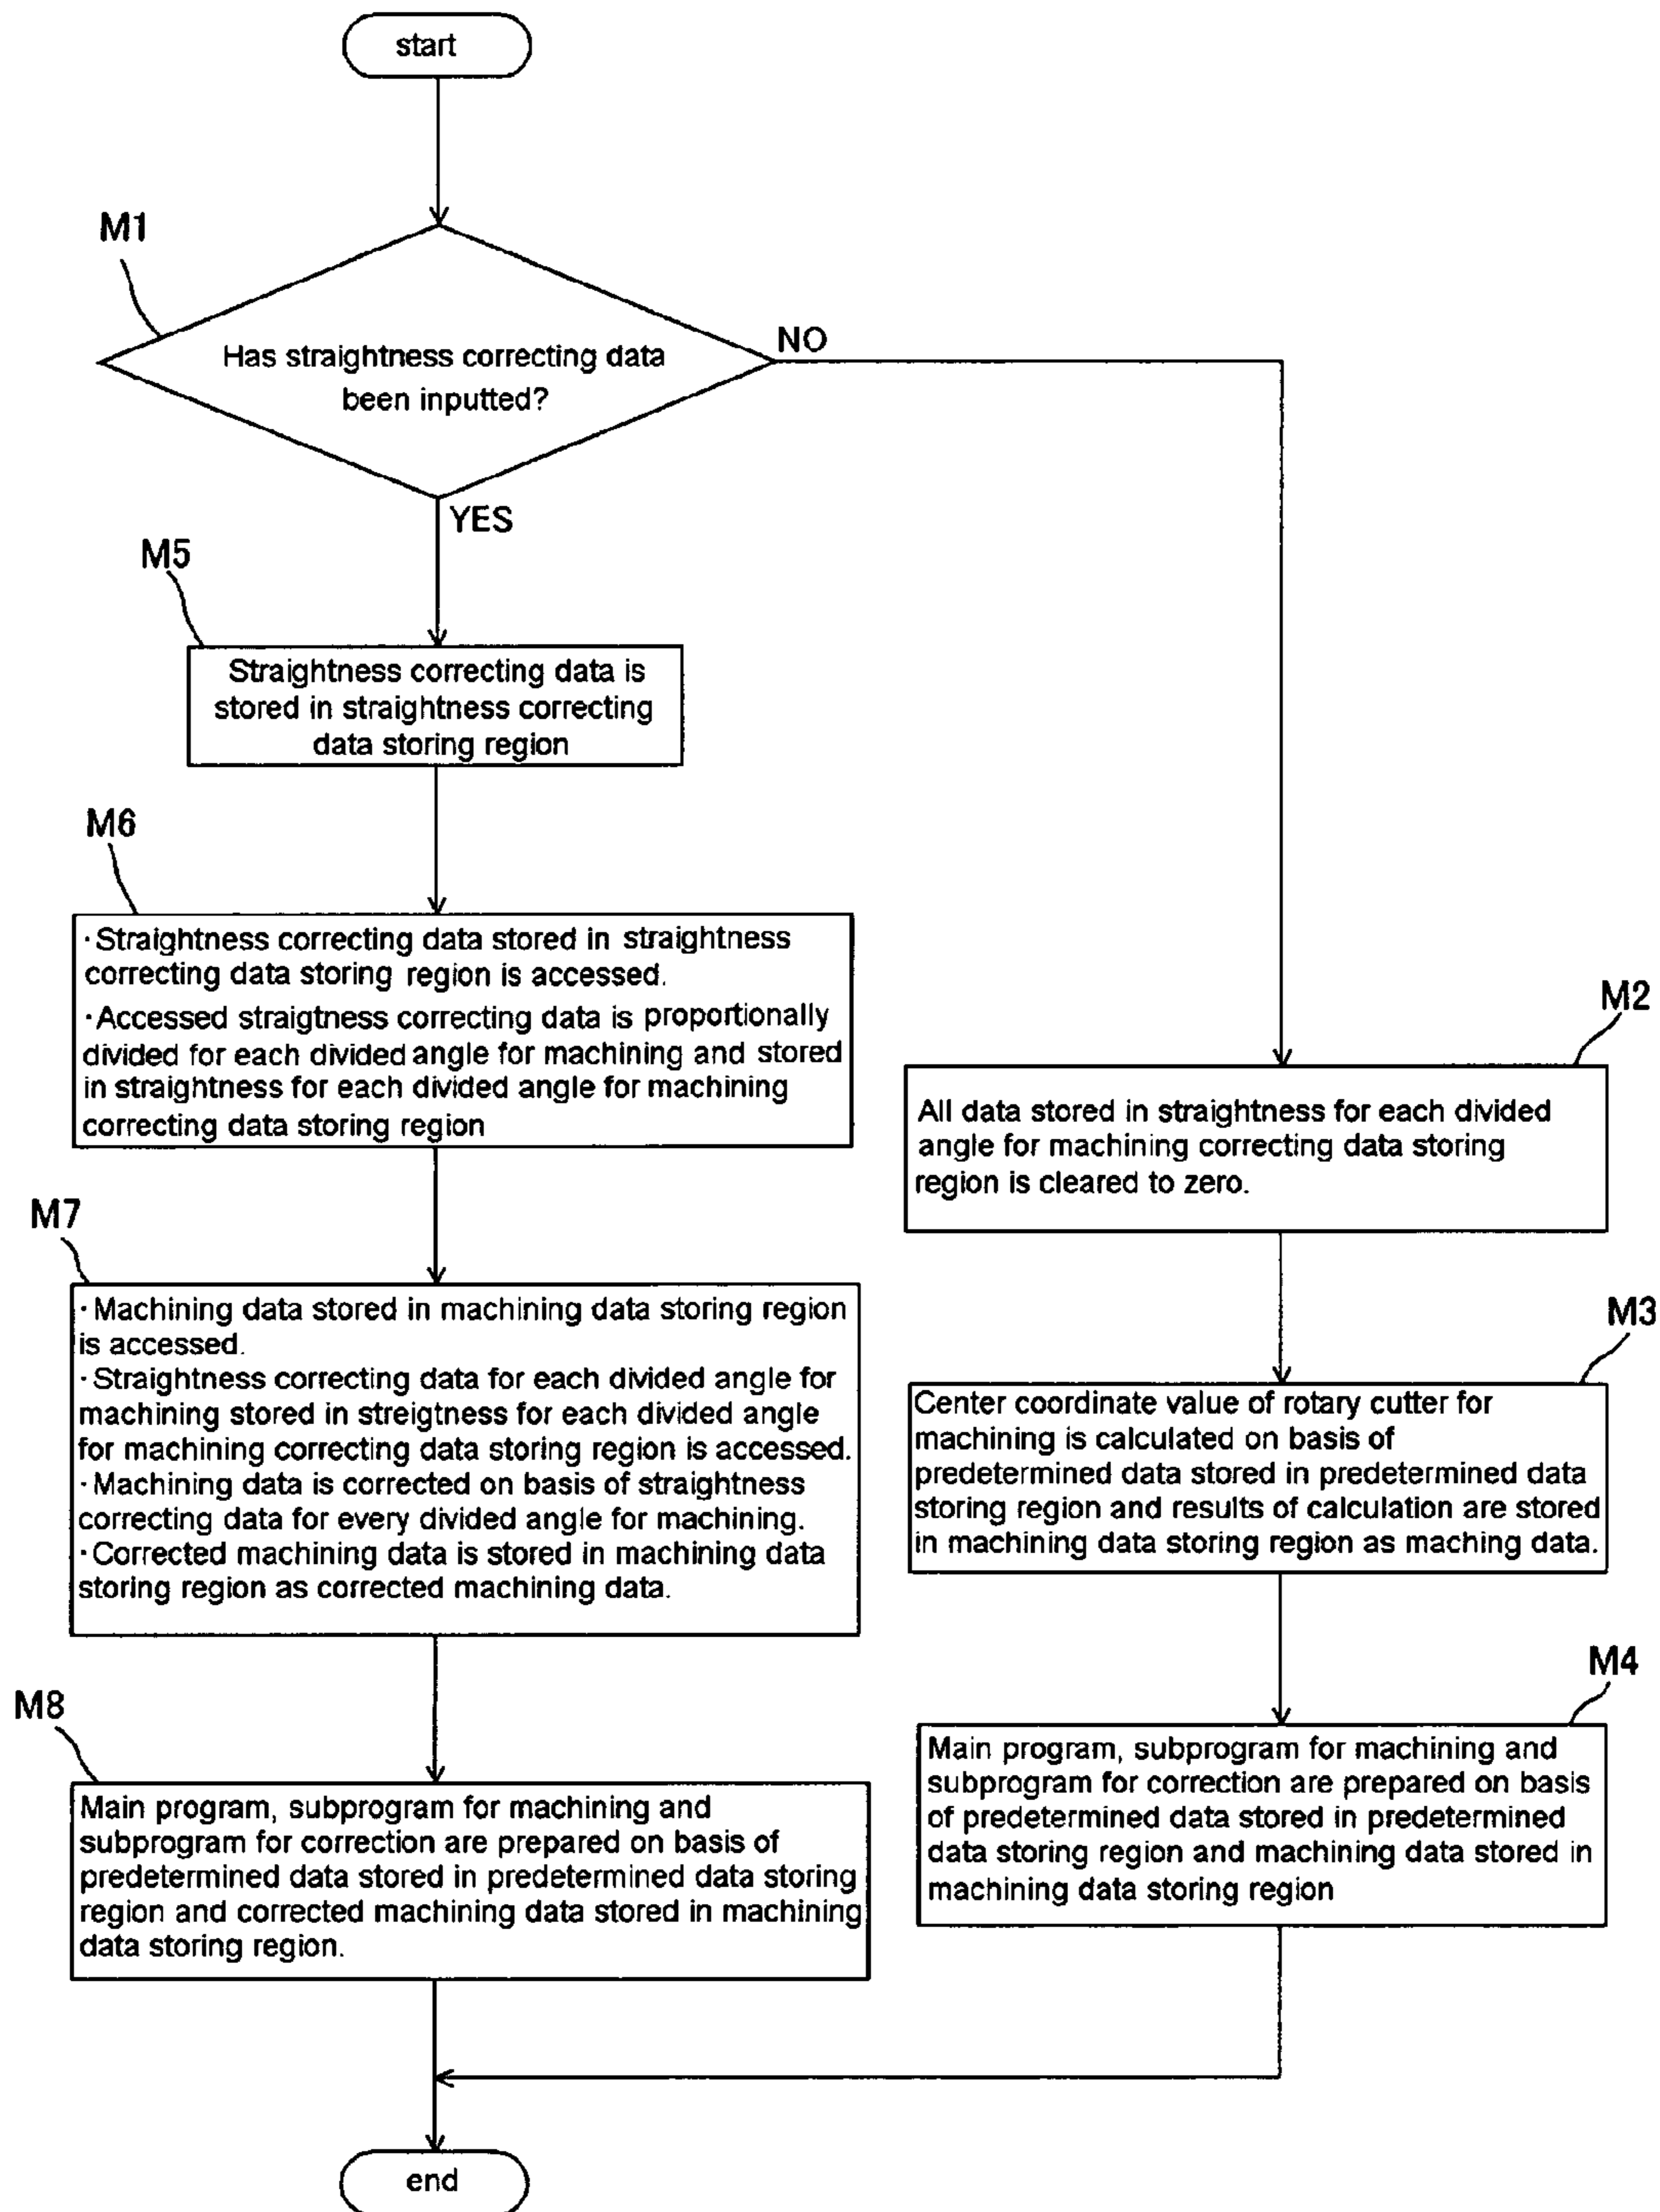 start
M1
Has straightness correcting data
been inputted?
NO
YES
M5
Straightness correcting data is
stored in straightness correcting
data storing region
M6
·Straightness correcting data stored in straightness
correcting data storing region is accessed.
·Accessed straigtness correcting data is proportionally
divided for each divided angle for machining and stored
in straightness for each divided angle for machining
correcting data storing region
M7
·Machining data stored in machining data storing region
is accessed.
·Straightness correcting data for each divided angle for
machining stored in streigtness for each divided angle
for machining correcting data storing region is accessed.
·Machining data is corrected on basis of straightness
correcting data for every divided angle for machining.
·Corrected machining data is stored in machining data
storing region as corrected machining data.
M8
Main program, subprogram for machining and
subprogram for correction are prepared on basis of
predetermined data stored in predetermined data storing
region and corrected machining data stored in machining
data storing region.
M2
All data stored in straightness for each divided
angle for machining correcting data storing
region is cleared to zero.
M3
Center coordinate value of rotary cutter for
machining is calculated on basis of
predetermined data stored in predetermined data
storing region and results of calculation are stored
in machining data storing region as maching data.
M4
Main program, subprogram for machining and
subprogram for correction are prepared on basis
of predetermined data stored in predetermined
data storing region and machining data stored in
machining data storing region
end